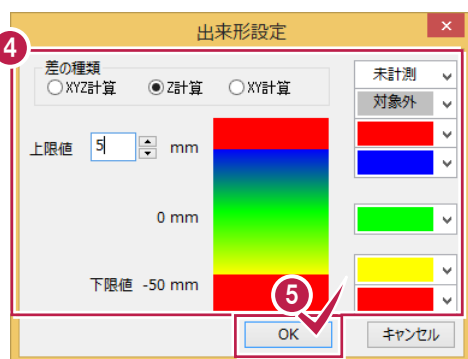 出来形設定
4
差の種類
XYZ計算 Z計算 XY計算
未計測
対象外
上限値 5 mm
0 mm
下限値 -50 mm
5
OK キャンセル